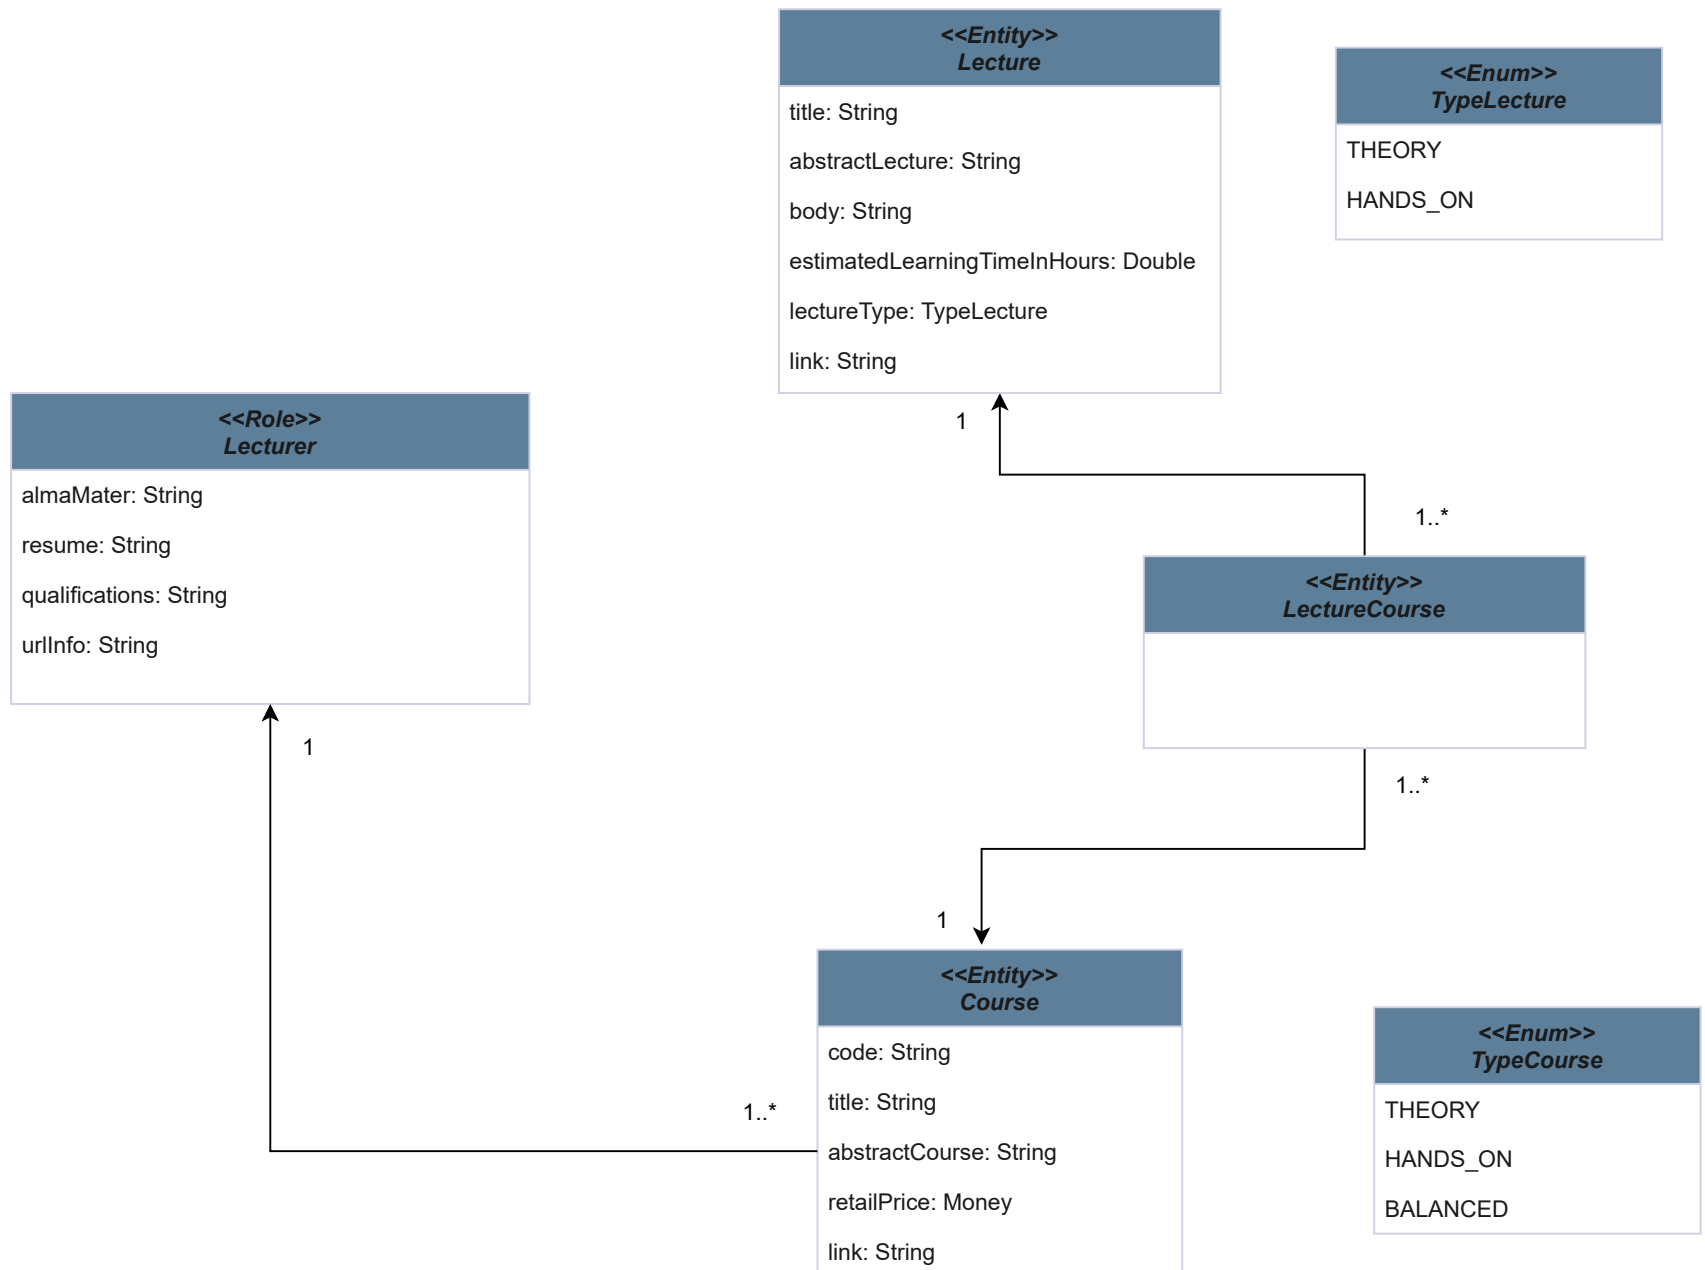 <<Entity>>
Lecture
title: String
abstractLecture: String
body: String
estimatedLearningTimeInHours: Double
lectureType: TypeLecture
link: String
<<Enum>>
TypeLecture
THEORY
HANDS_ON
<<Role>>
Lecturer
almaMater: String
resume: String
qualifications: String
urlInfo: String
1
1..*
<<Entity>>
LectureCourse
1
1..*
1
<<Entity>>
Course
code: String
title: String
abstractCourse: String
retailPrice: Money
link: String
1..*
<<Enum>>
TypeCourse
THEORY
HANDS_ON
BALANCED